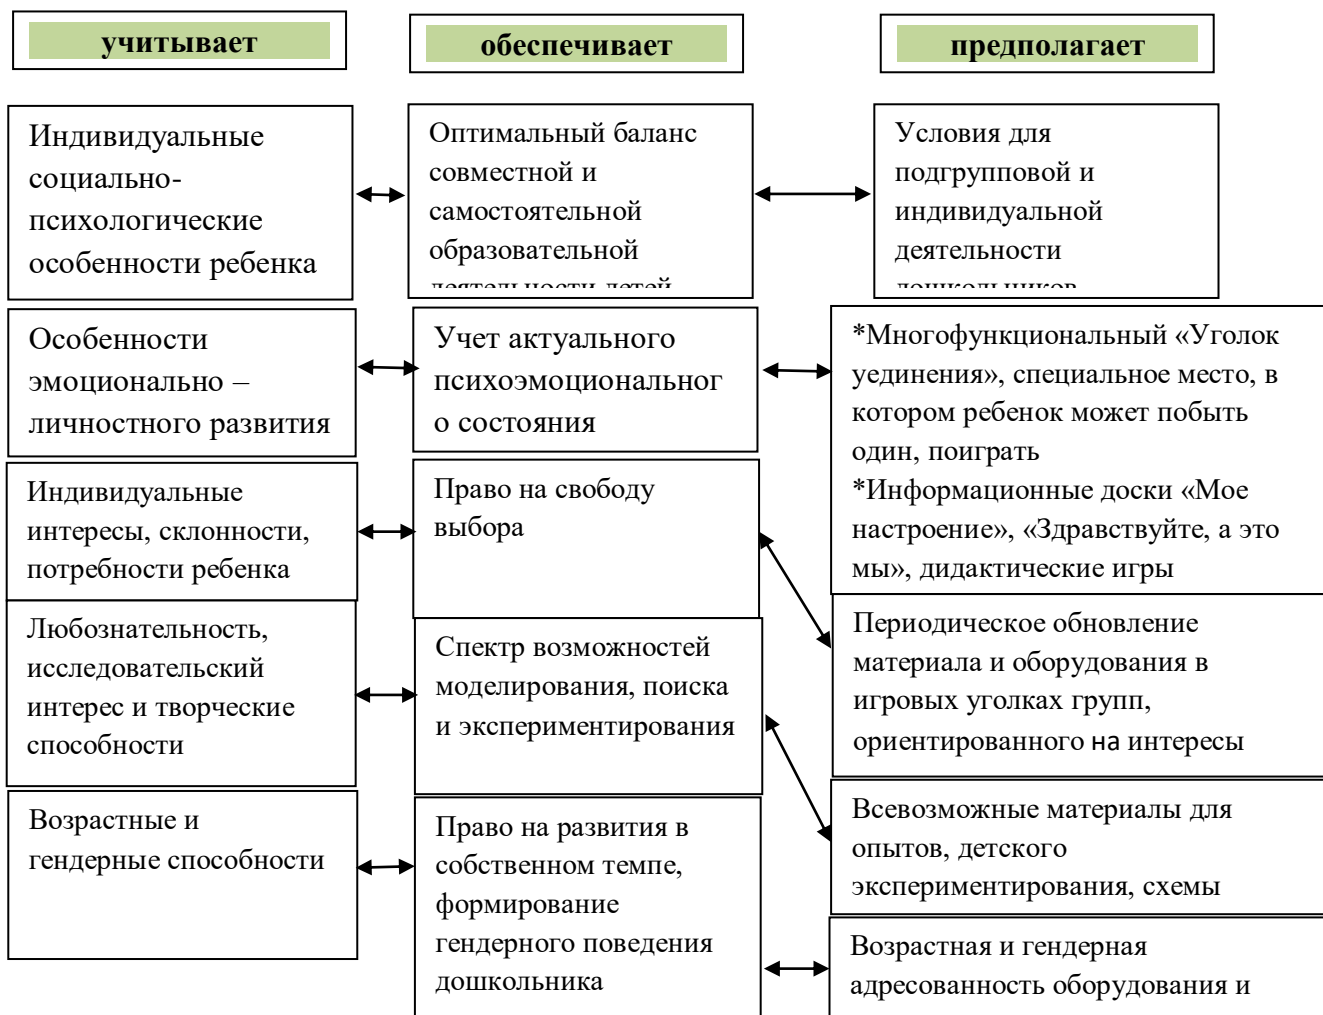 учитывает
обеспечивает
предполагает
Индивидуальные
социально-
психологические
особенности ребенка
Оптимальный баланс
совместной и
самостоятельной
образовательной
деятельности детей
Условия для
подгрупповой и
индивидуальной
деятельности
дошкольников
Особенности
эмоционально –
личностного развития
Учет актуального
психоэмоциональног
о состояния
*Многофункциональный «Уголок
уединения», специальное место, в
котором ребенок может побыть
один, поиграть
*Информационные доски «Мое
настроение», «Здравствуйте, а это
мы», дидактические игры
Индивидуальные
интересы, склонности,
потребности ребенка
Право на свободу
выбора
Периодическое обновление
материала и оборудования в
игровых уголках групп,
ориентированного на интересы
Любознательность,
исследовательский
интерес и творческие
способности
Спектр возможностей
моделирования, поиска
и экспериментирования
Всевозможные материалы для
опытов, детского
экспериментирования, схемы
Возрастные и
гендерные способности
Право на развития в
собственном темпе,
формирование
гендерного поведения
дошкольника
Возрастная и гендерная
адресованность оборудования и